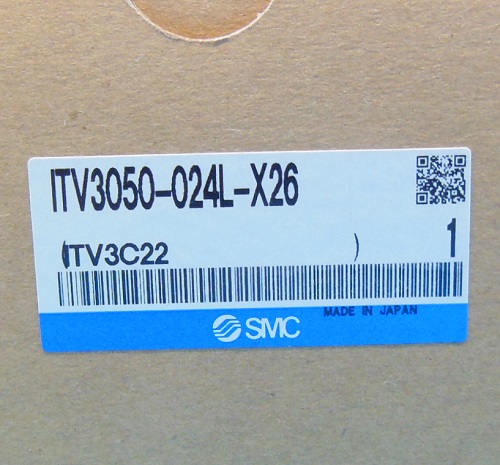 ITV3050-024L-X26
(ITV3C22 )
1
MADE IN JAPAN
SMC